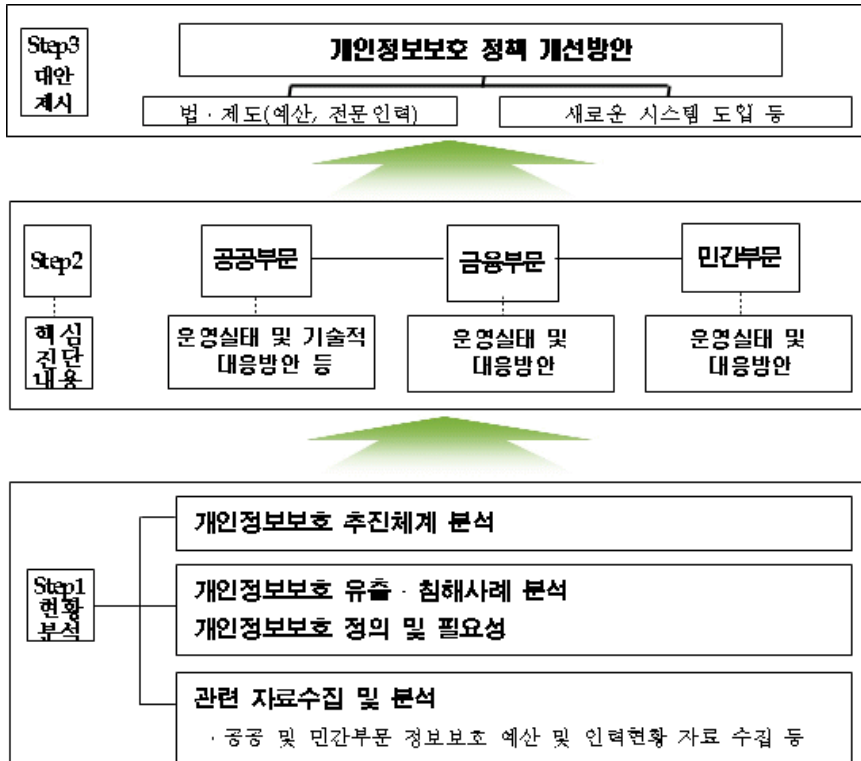 Step3
대안
제시
개인정보보호 정책 개선방안
법·제도(예산, 전문인력)
새로운 시스템 도입 등
Step2
공공부문
금융부문
민간부문
핵심
진단
내용
운영실태 및 기술적
대응방안 등
운영실태 및
대응방안
운영실태 및
대응방안
Step1
현황
분석
개인정보보호 추진체계 분석
개인정보보호 유출·침해사례 분석
개인정보보호 정의 및 필요성
관련 자료수집 및 분석
·공공 및 민간부문 정보보호 예산 및 인력현황 자료 수집 등